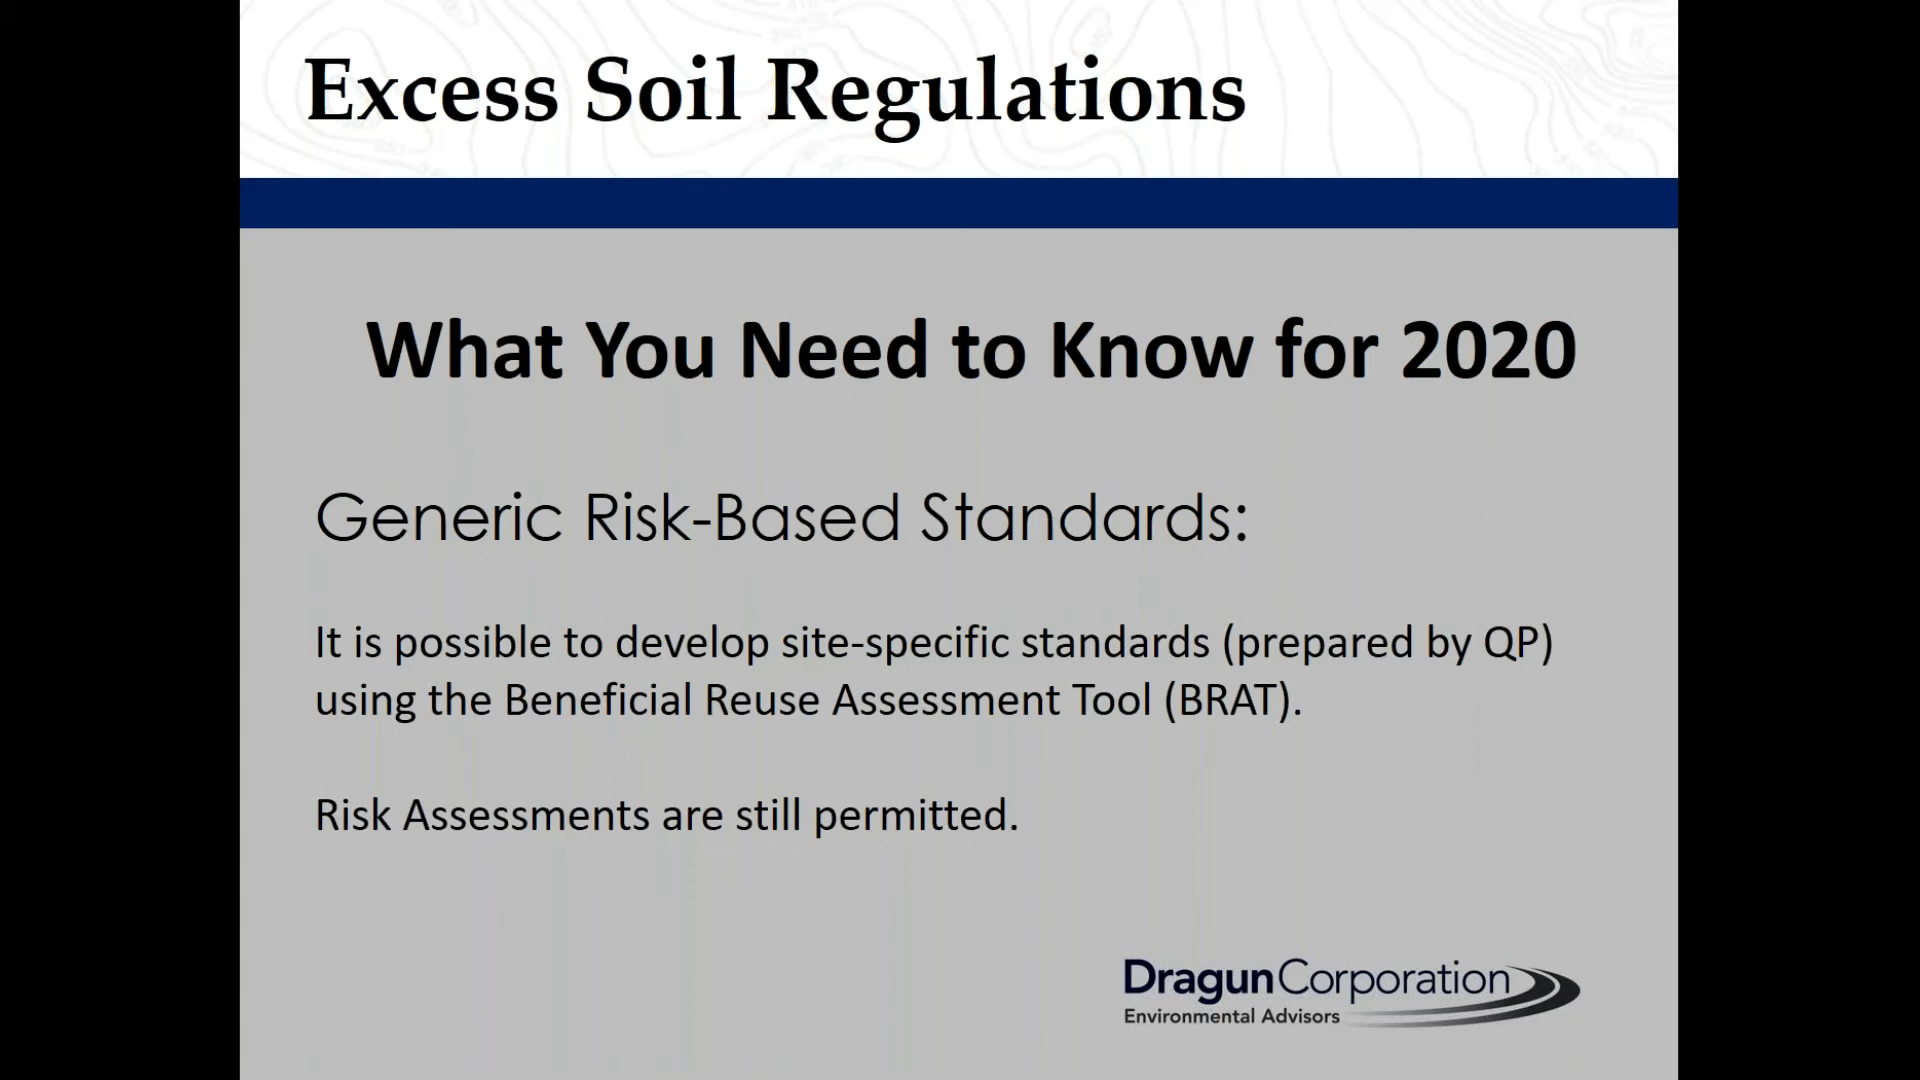 Excess Soil Regulations
What You Need to Know for 2020
Generic Risk-Based Standards:
It is possible to develop site-specific standards (prepared by QP)
using the Beneficial Reuse Assessment Tool (BRAT).
Risk Assessments are still permitted.
DragunCorporation
Environmental Advisors